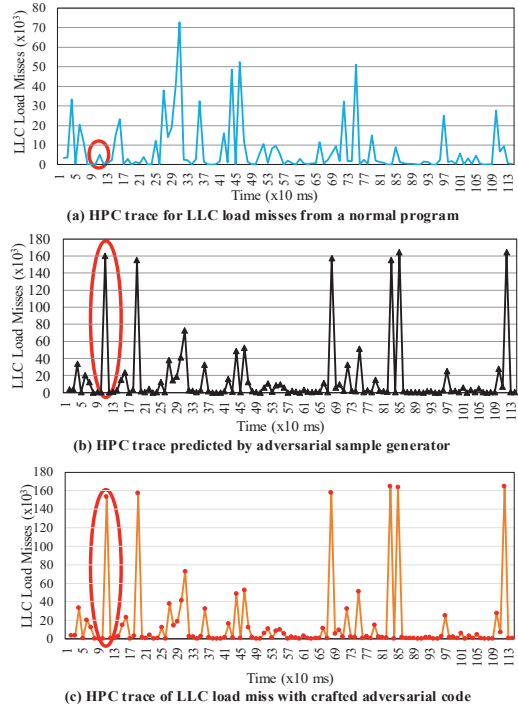 LLC Load Misses (x10³)
80
70
60
50
40
30
20
10
0
1 5 9 13 17 21 25 29 33 37 41 45 49 53 57 61 65 69 73 77 81 85 89 93 97 101 105 109 113
Time (x10 ms)
(a) HPC trace for LLC load misses from a normal program
LLC Load Misses (x10³)
180
160
140
120
100
80
60
40
20
0
1 5 9 13 17 21 25 29 33 37 41 45 49 53 57 61 65 69 73 77 81 85 89 93 97 101 105 109 113
Time (x10 ms)
(b) HPC trace predicted by adversarial sample generator
LLC Load Misses (x10³)
180
160
140
120
100
80
60
40
20
0
1 5 9 13 17 21 25 29 33 37 41 45 49 53 57 61 65 69 73 77 81 85 89 93 97 101 105 109 113
Time (x10 ms)
(c) HPC trace of LLC load miss with crafted adversarial code